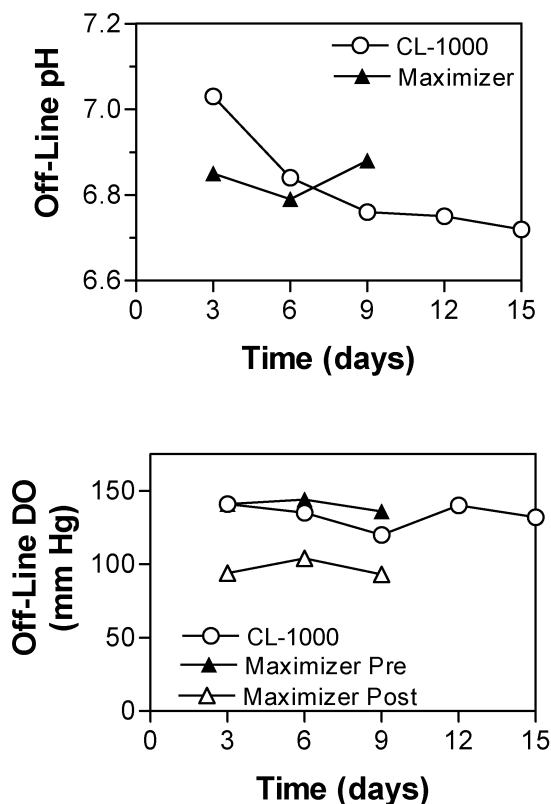 7.2
7.0
6.8
6.6
Off-Line pH
CL-1000
Maximizer
0 3 6 9 12 15
Time (days)
150
100
50
0
Off-Line DO
(mm Hg)
CL-1000
Maximizer Pre
Maximizer Post
0 3 6 9 12 15
Time (days)